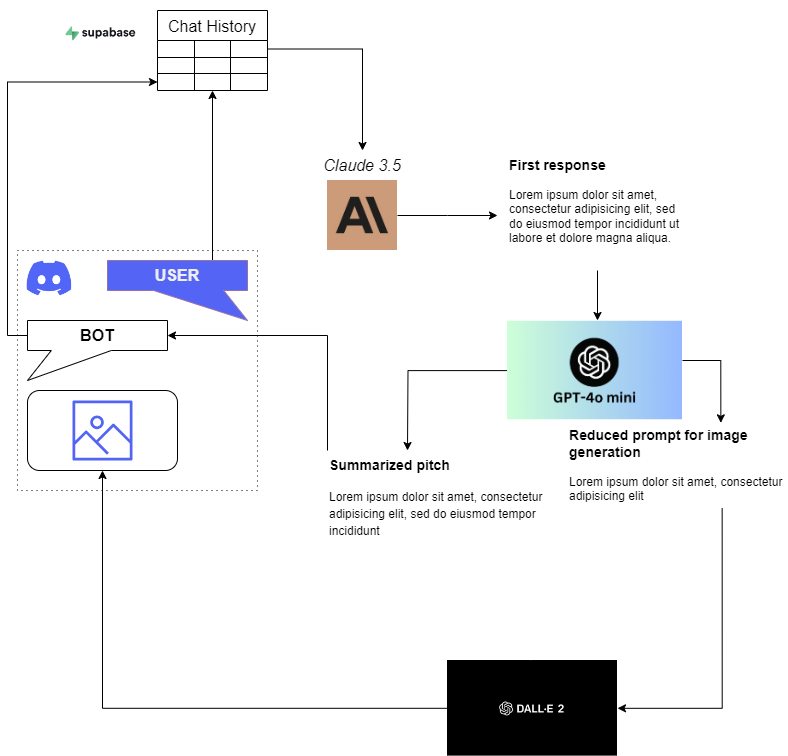 supabase
Chat History
Claude 3.5
First response
Lorem ipsum dolor sit amet,
consectetur adipisicing elit, sed
do eiusmod tempor incididunt ut
labore et dolore magna aliqua.
USER
BOT
GPT-4o mini
Reduced prompt for image
generation
Lorem ipsum dolor sit amet, consectetur
adipisicing elit
Summarized pitch
Lorem ipsum dolor sit amet, consectetur
adipisicing elit, sed do eiusmod tempor
incididunt
DALL·E 2